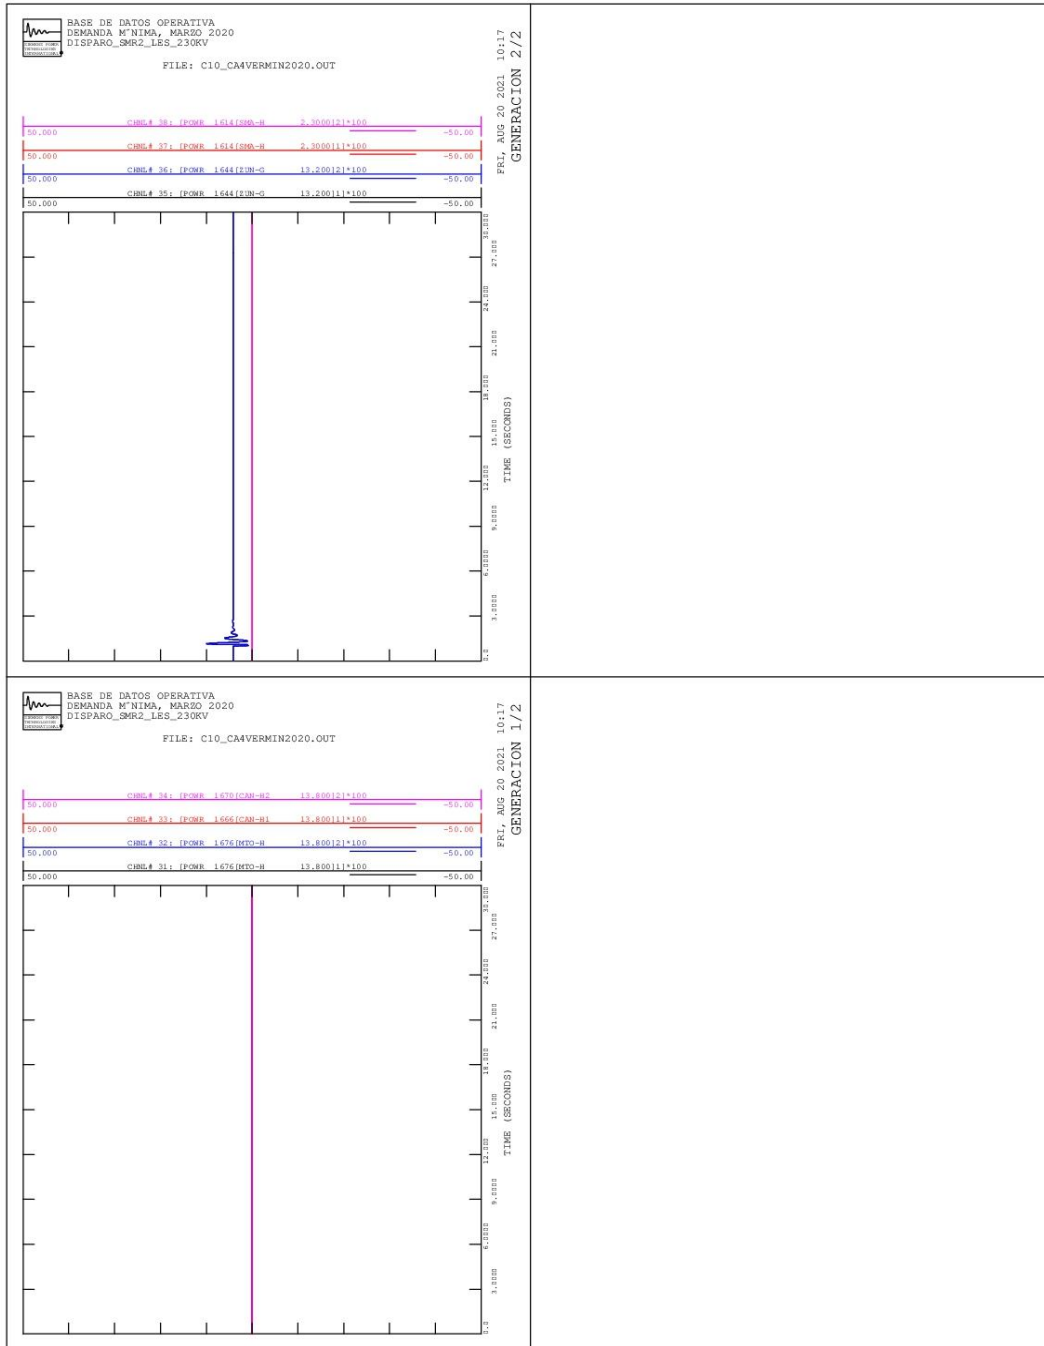 BASE DE DATOS OPERATIVA
DEMANDA M˝NIMA, MARZO 2020
DISPARO_SMR2_LES_230KV
FILE: C10_CA4VERMIN2020.OUT
CHNL# 38: [POWR 1614[SMA-H 2.3000]2]*100
50.000 -50.00
CHNL# 37: [POWR 1614[SMA-H 2.3000]1]*100
50.000 -50.00
CHNL# 36: [POWR 1644[ZUN-G 13.200]2]*100
50.000 -50.00
CHNL# 35: [POWR 1644[ZUN-G 13.200]1]*100
50.000 -50.00
FRI, AUG 20 2021 10:17
GENERACION 2/2
30.000
27.000
24.000
21.000
18.000
15.000
12.000
9.0000
6.0000
3.0000
0.0
TIME (SECONDS)
BASE DE DATOS OPERATIVA
DEMANDA M˝NIMA, MARZO 2020
DISPARO_SMR2_LES_230KV
FILE: C10_CA4VERMIN2020.OUT
CHNL# 34: [POWR 1670[CAN-H2 13.800]2]*100
50.000 -50.00
CHNL# 33: [POWR 1666[CAN-H1 13.800]1]*100
50.000 -50.00
CHNL# 32: [POWR 1676[MTO-H 13.800]2]*100
50.000 -50.00
CHNL# 31: [POWR 1676[MTO-H 13.800]1]*100
50.000 -50.00
FRI, AUG 20 2021 10:17
GENERACION 1/2
30.000
27.000
24.000
21.000
18.000
15.000
12.000
9.0000
6.0000
3.0000
0.0
TIME (SECONDS)